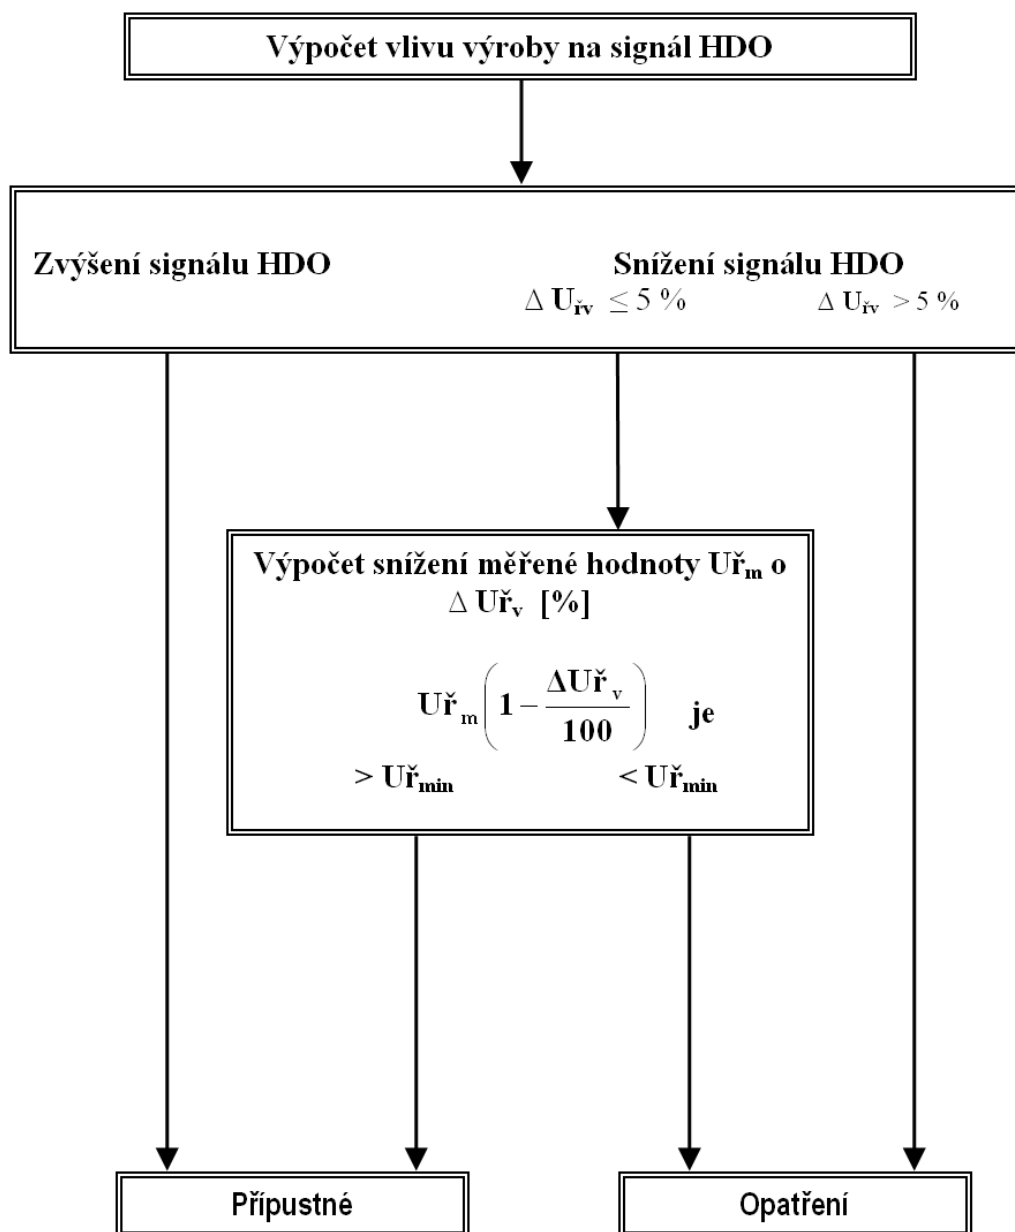 Výpočet vlivu výroby na signál HDO
Zvýšení signálu HDO Snížení signálu HDO
Δ Uřv ≤ 5 % Δ Uřv > 5 %
Výpočet snížení měřené hodnoty Uřm o
Δ Uřv [%]
Uřm (1 − ΔUřv / 100) je
> Uřmin < Uřmin
Přípustné Opatření